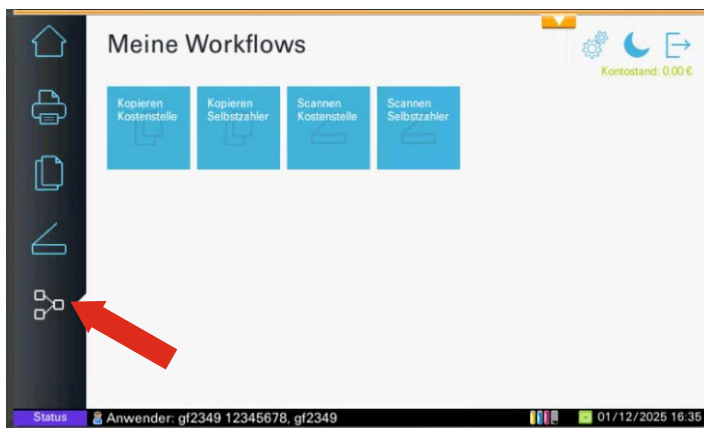 Meine Workflows
Kontostand: 0.00 €
Kopieren
Kostenstelle
Kopieren
Selbstzahler
Scannen
Kostenstelle
Scannen
Selbstzahler
Status
Anwender: gf2349 12345678, gf2349
01/12/2025 16:35